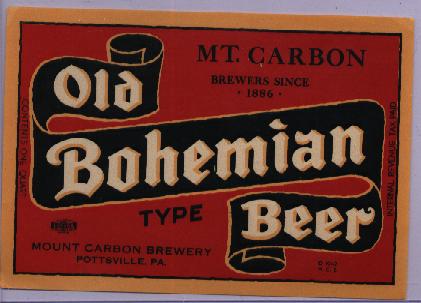 MT. CARBON
BREWERS SINCE
· 1886 ·
Old
Bohemian
TYPE
Beer
MOUNT CARBON BREWERY
POTTSVILLE, PA.
CONTENTS ONE QUART
INTERNAL REVENUE TAX PAID